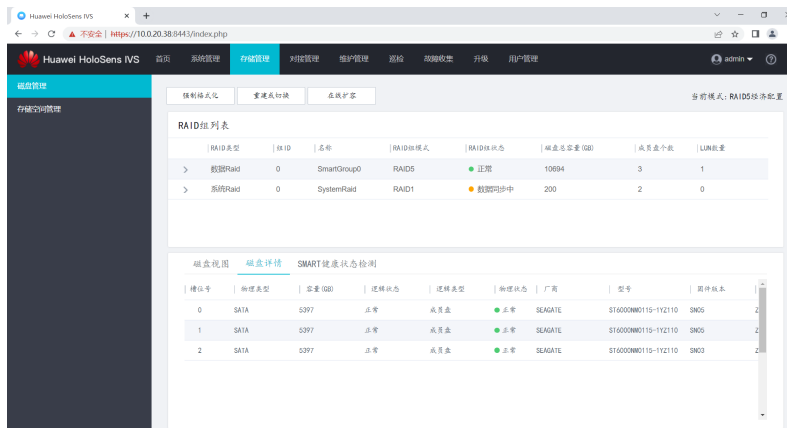 Huawei HoloSens IVS
不安全 | https://10.0.20.38:8443/index.php
Huawei HoloSens IVS 首页 系统管理 存储管理 对接管理 维护管理 巡检 故障收集 升级 用户管理 admin
磁盘管理
存储空间管理
强制格式化 重建或切换 在线扩容 当前模式:RAID5经济配置
RAID组列表
RAID类型 组ID 名称 RAID组模式 RAID组状态 磁盘总容量(GB) 成员盘个数 LUN数量
数据Raid 0 SmartGroup0 RAID5 正常 10694 3 1
系统Raid 0 SystemRaid RAID1 数据同步中 200 2 0
磁盘视图 磁盘详情 SMART健康状态检测
槽位号 物理类型 容量(GB) 逻辑状态 逻辑类型 物理状态 厂商 型号 固件版本
0 SATA 5397 正常 成员盘 正常 SEAGATE ST6000NM0115-1YZ110 SN05 Z
1 SATA 5397 正常 成员盘 正常 SEAGATE ST6000NM0115-1YZ110 SN05 Z
2 SATA 5397 正常 成员盘 正常 SEAGATE ST6000NM0115-1YZ110 SN03 Z